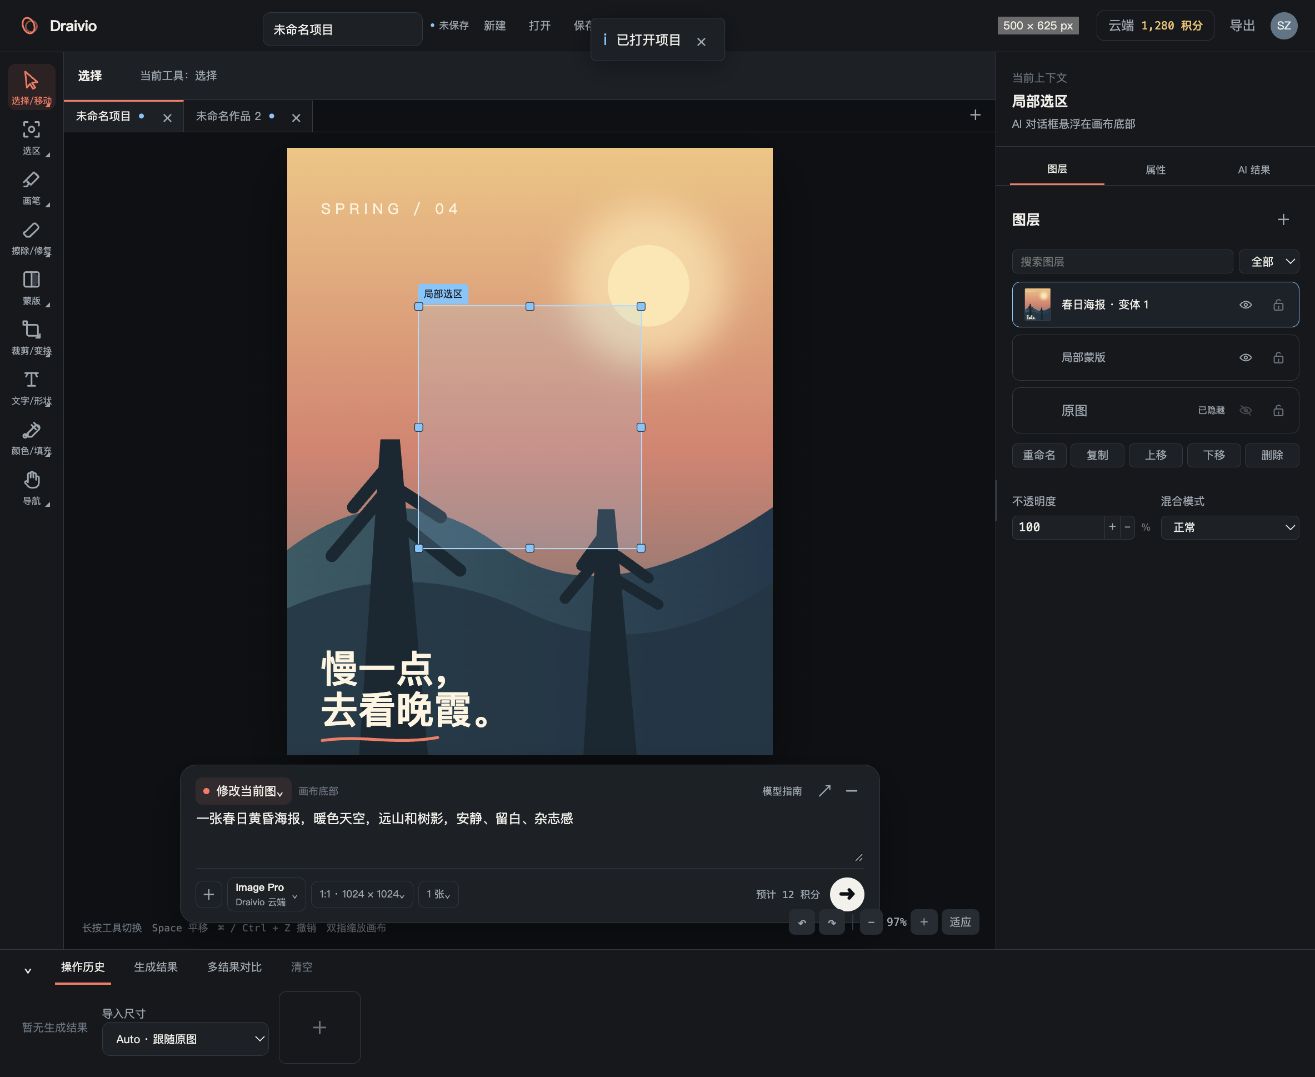 Draivio
未命名项目
未保存
新建
打开
保存
已打开项目
500 × 625 px
云端 1,280 积分
导出
SZ
选择/移动
选区
画笔
擦除/修复
蒙版
裁剪/变换
文字/形状
颜色/填充
导航
选择
当前工具：选择
未命名项目
未命名作品 2
SPRING / 04
局部选区
慢一点，
去看晚霞。
修改当前图
画布底部
模型指南
一张春日黄昏海报，暖色天空，远山和树影，安静、留白、杂志感
Image Pro
Draivio 云端
1:1 · 1024 × 1024
1 张
预计 12 积分
长按工具切换 Space 平移 ⌘ / Ctrl + Z 撤销 双指缩放画布
97%
适应
当前上下文
局部选区
AI 对话框悬浮在画布底部
图层
属性
AI 结果
图层
搜索图层
全部
春日海报 · 变体 1
局部蒙版
原图
已隐藏
重命名
复制
上移
下移
删除
不透明度
混合模式
100
%
正常
操作历史
生成结果
多结果对比
清空
暂无生成结果
导入尺寸
Auto · 跟随原图